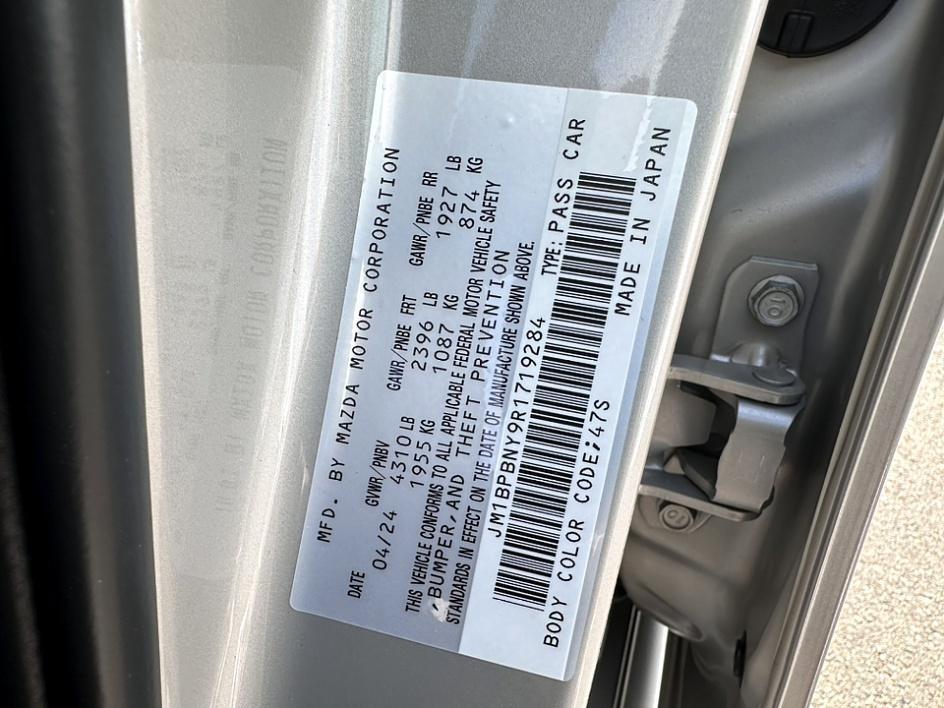 MFD. BY MAZDA MOTOR CORPORATION
DATE GVWR/PNBV GAWR/PNBE FRT GAWR/PNBE RR
04/24 4310 LB 2396 LB 1927 LB
1955 KG 1087 KG 874 KG
THIS VEHICLE CONFORMS TO ALL APPLICABLE FEDERAL MOTOR VEHICLE SAFETY
,BUMPER, AND THEFT PREVENTION
STANDARDS IN EFFECT ON THE DATE OF MANUFACTURE SHOWN ABOVE.
JM1BPBNY9R1719284 TYPE: PASS CAR
BODY COLOR CODE;47S MADE IN JAPAN